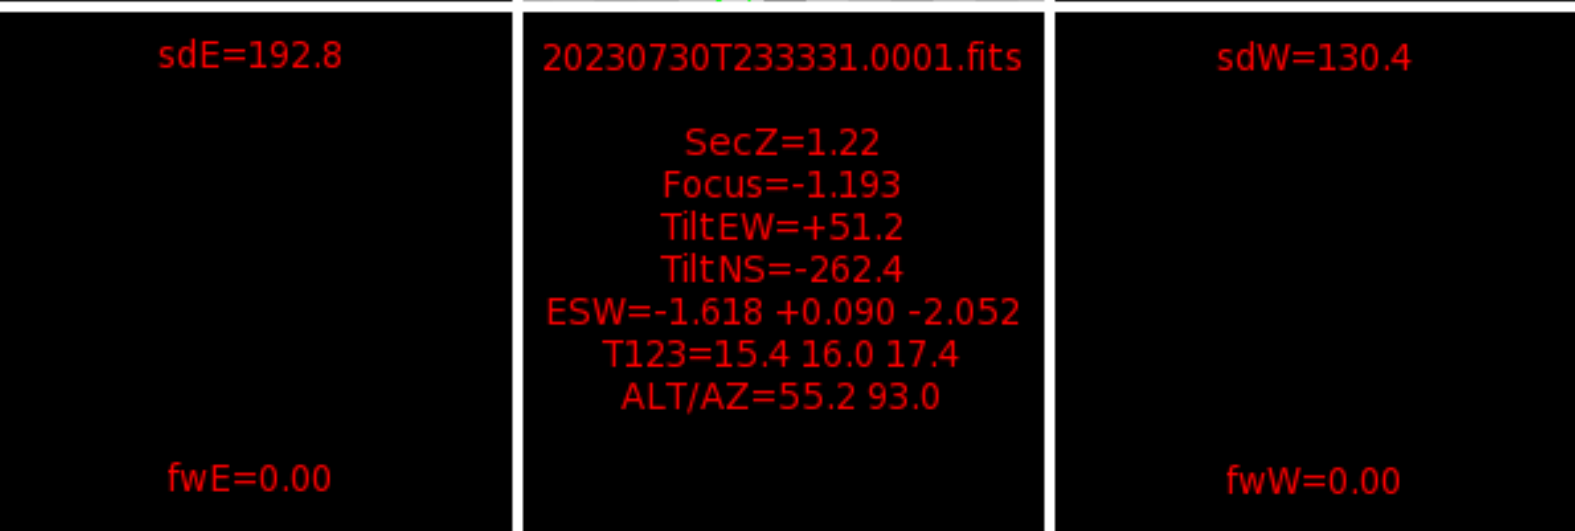 sdE=192.8
20230730T233331.0001.fits
sdW=130.4
SecZ=1.22
Focus=-1.193
TiltEW=+51.2
TiltNS=-262.4
ESW=-1.618 +0.090 -2.052
T123=15.4 16.0 17.4
ALT/AZ=55.2 93.0
fwE=0.00
fwW=0.00